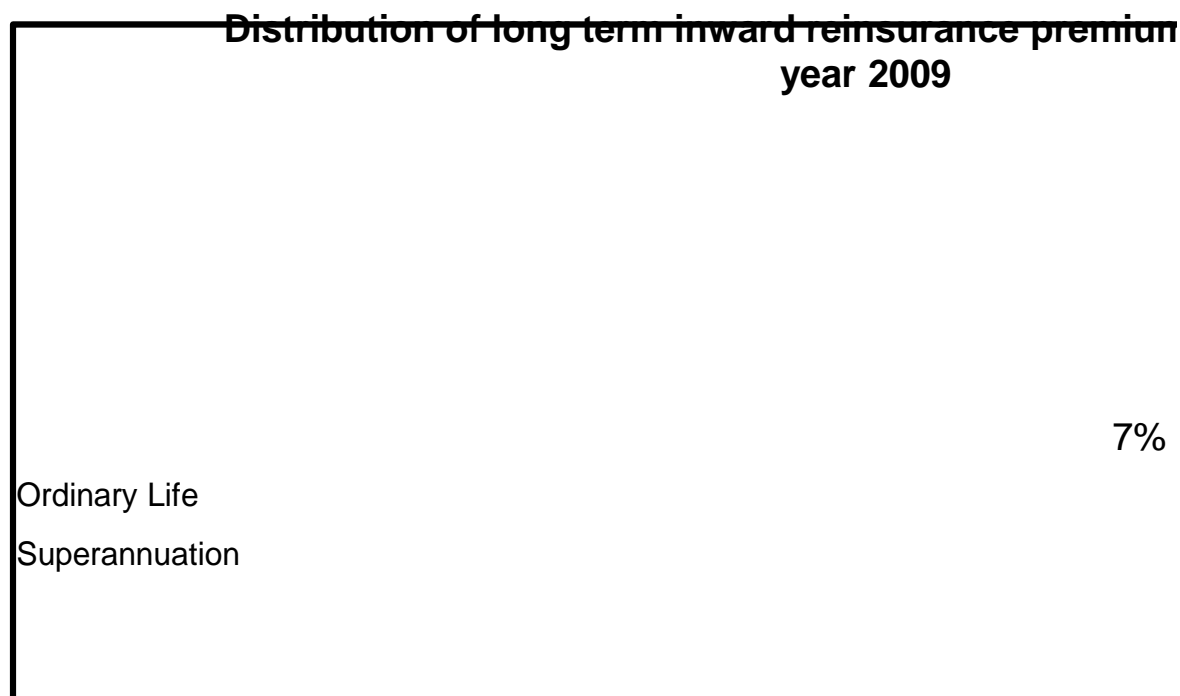 Distribution of long term inward reinsurance premium
year 2009
7%
Ordinary Life
Superannuation